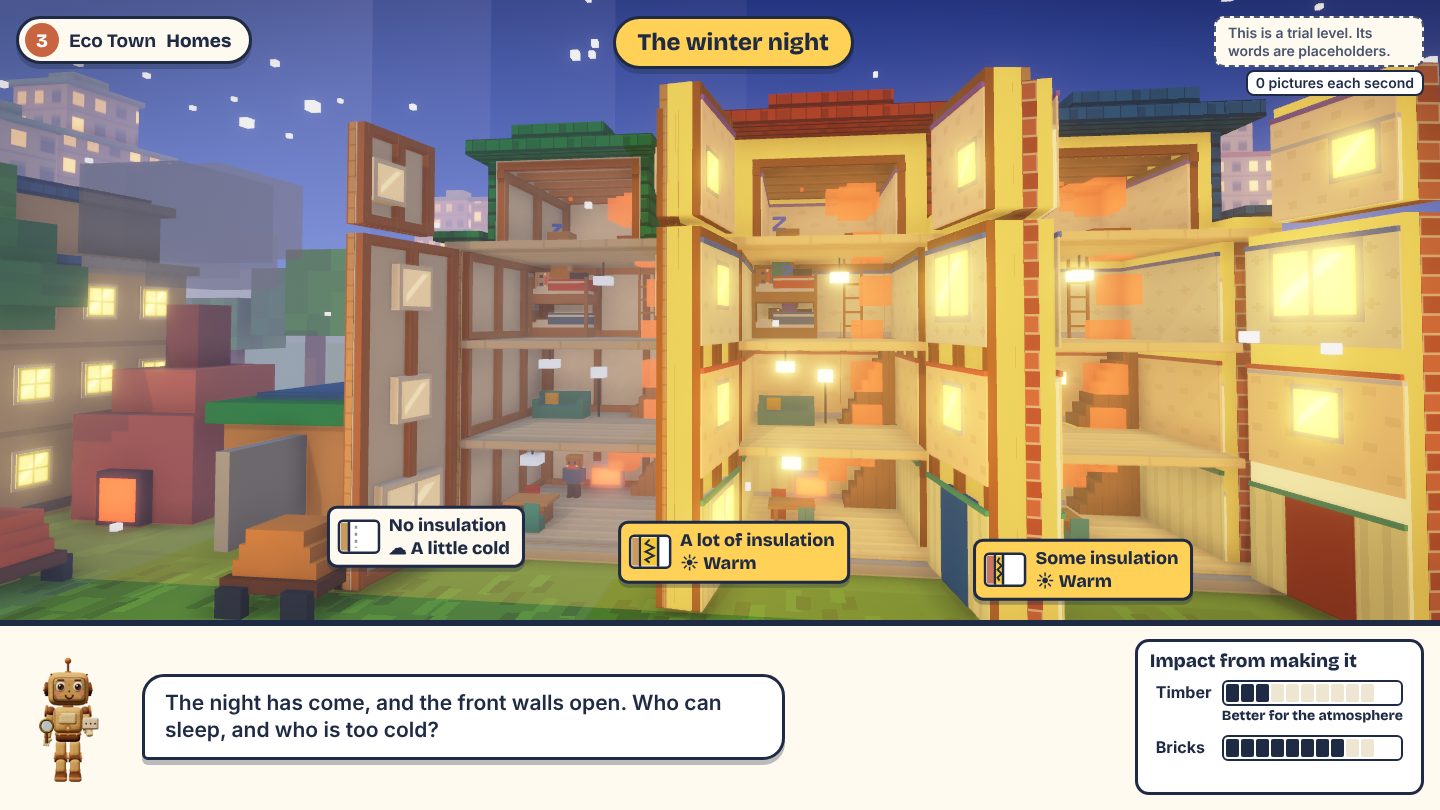 3 Eco Town Homes
The winter night
This is a trial level. Its
words are placeholders.
0 pictures each second
Z
Z
No insulation
☁ A little cold
A lot of insulation
☀ Warm
Some insulation
☀ Warm
The night has come, and the front walls open. Who can
sleep, and who is too cold?
Impact from making it
Timber
Better for the atmosphere
Bricks